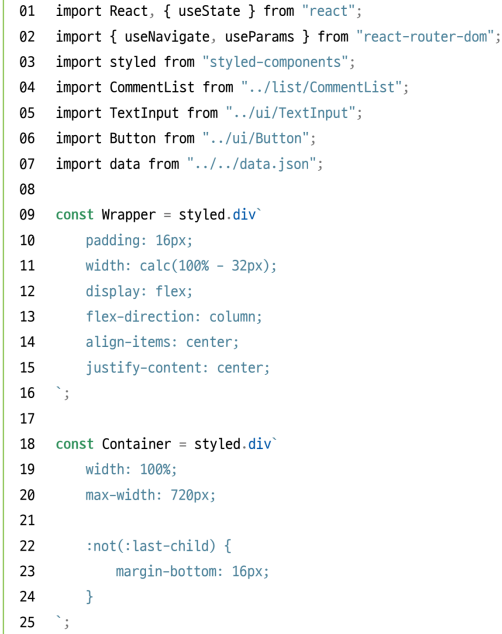 01 import React, { useState } from "react";
02 import { useNavigate, useParams } from "react-router-dom";
03 import styled from "styled-components";
04 import CommentList from "../list/CommentList";
05 import TextInput from "../ui/TextInput";
06 import Button from "../ui/Button";
07 import data from "../../data.json";
08
09 const Wrapper = styled.div`
10     padding: 16px;
11     width: calc(100% - 32px);
12     display: flex;
13     flex-direction: column;
14     align-items: center;
15     justify-content: center;
16 `;
17
18 const Container = styled.div`
19     width: 100%;
20     max-width: 720px;
21
22     :not(:last-child) {
23         margin-bottom: 16px;
24     }
25 `;